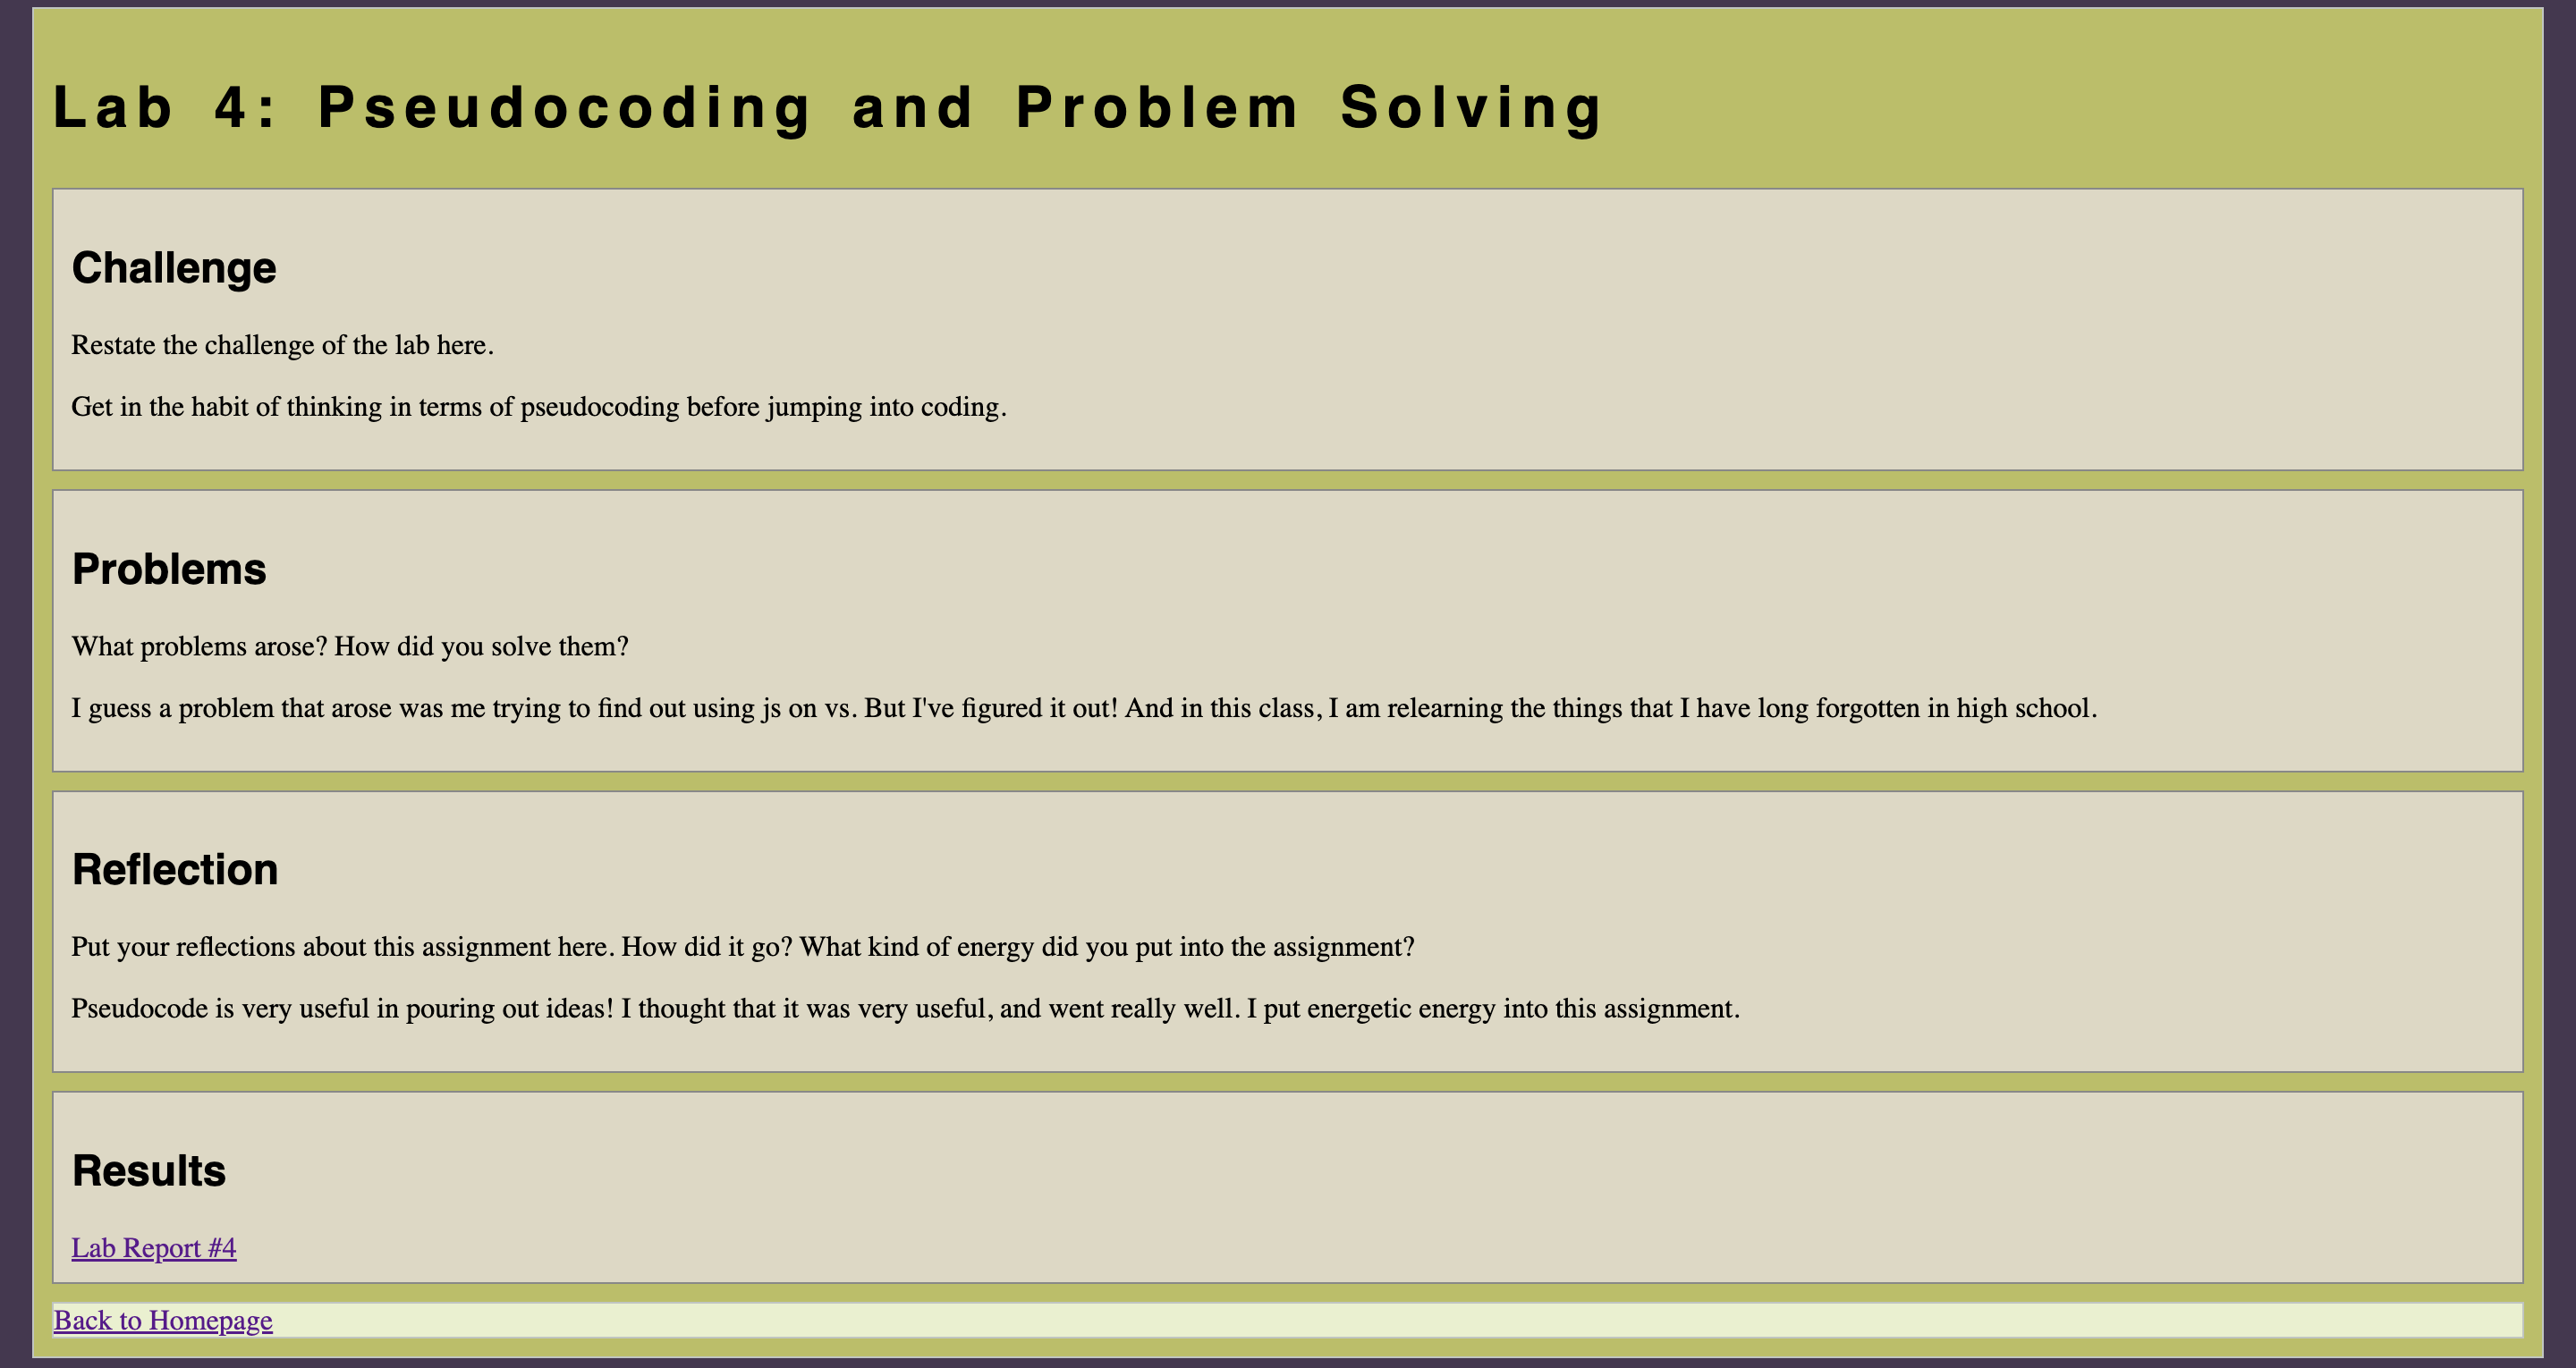 Lab 4: Pseudocoding and Problem Solving
Challenge
Restate the challenge of the lab here.
Get in the habit of thinking in terms of pseudocoding before jumping into coding.
Problems
What problems arose? How did you solve them?
I guess a problem that arose was me trying to find out using js on vs. But I've figured it out! And in this class, I am relearning the things that I have long forgotten in high school.
Reflection
Put your reflections about this assignment here. How did it go? What kind of energy did you put into the assignment?
Pseudocode is very useful in pouring out ideas! I thought that it was very useful, and went really well. I put energetic energy into this assignment.
Results
Lab Report #4
Back to Homepage